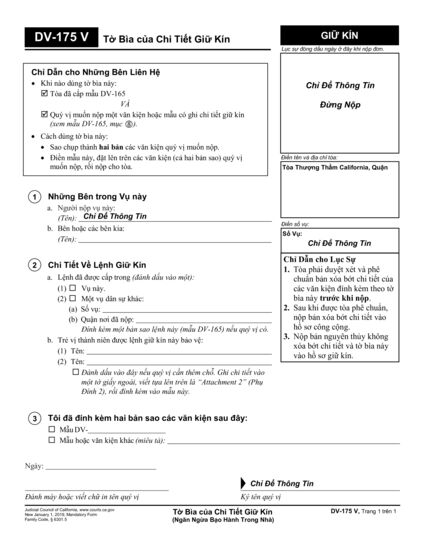 DV-175 V Tờ Bìa của Chi Tiết Giữ Kín
GIỮ KÍN
Lục sự đóng dấu ngày ở đây khi nộp đơn.
Chỉ Để Thông Tin
Đừng Nộp
Chỉ Dẫn cho Những Bên Liên Hệ
• Khi nào dùng tờ bìa này:
☑ Tòa đã cấp mẫu DV-165
VÀ
☑ Quý vị muốn nộp một văn kiện hoặc mẫu có ghi chi tiết giữ kín
(xem mẫu DV-165, mục ⑧).
• Cách dùng tờ bìa này:
• Sao chụp thành hai bản các văn kiện quý vị muốn nộp.
• Điền mẫu này, đặt lên trên các văn kiện (cả hai bản sao) quý vị
muốn nộp, rồi nộp cho tòa.
Điền tên và địa chỉ tòa:
Tòa Thượng Thẩm California, Quận
Điền số vụ:
Số Vụ:
Chỉ Để Thông Tin
1 Những Bên trong Vụ này
a. Người nộp vụ này:
(Tên): Chỉ Để Thông Tin
b. Bên hoặc các bên kia:
(Tên):
2 Chi Tiết Về Lệnh Giữ Kín
a. Lệnh đã được cấp trong (đánh dấu vào một):
(1) ☐ Vụ này.
(2) ☐ Một vụ dân sự khác:
(a) Số vụ:
(b) Quận nơi đã nộp:
Đính kèm một bản sao lệnh này (mẫu DV-165) nếu quý vị có.
b. Trẻ vị thành niên được lệnh giữ kín này bảo vệ:
(1) Tên:
(2) Tên:
☐ Đánh dấu vào đây nếu quý vị cần thêm chỗ. Ghi chi tiết vào
một tờ giấy ngoài, viết tựa lên trên là “Attachment 2” (Phụ
Đính 2), rồi đính kèm vào mẫu này.
Chỉ Dẫn cho Lục Sự
1. Tòa phải duyệt xét và phê
chuẩn bản xóa bớt chi tiết của
các văn kiện đính kèm theo tờ
bìa này trước khi nộp.
2. Sau khi được tòa phê chuẩn,
nộp bản xóa bớt chi tiết vào
hồ sơ công cộng.
3. Nộp bản nguyên thủy không
xóa bớt chi tiết và tờ bìa này
vào hồ sơ giữ kín.
3 Tôi đã đính kèm hai bản sao các văn kiện sau đây:
☐ Mẫu DV-
☐ Mẫu hoặc văn kiện khác (miêu tả):
Ngày:
Chỉ Để Thông Tin
Đánh máy hoặc viết chữ in tên quý vị
Ký tên quý vị
Judicial Council of California, www.courts.ca.gov
New January 1, 2019, Mandatory Form
Family Code, § 6301.5
Tờ Bìa của Chi Tiết Giữ Kín
(Ngăn Ngừa Bạo Hành Trong Nhà)
DV-175 V, Trang 1 trên 1